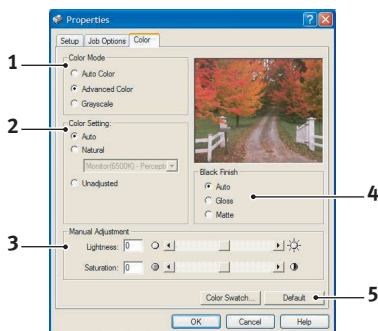 Properties
Setup Job Options Color
1
Color Mode
Auto Color
Advanced Color
Grayscale
2
Color Setting:
Auto
Natural
Monitor(6500K) - Percepti
Unadjusted
Black Finish
Auto
Gloss
Matte
4
3
Manual Adjustment
Lightness: 0
Saturation: 0
Color Swatch... Default
5
OK Cancel Help